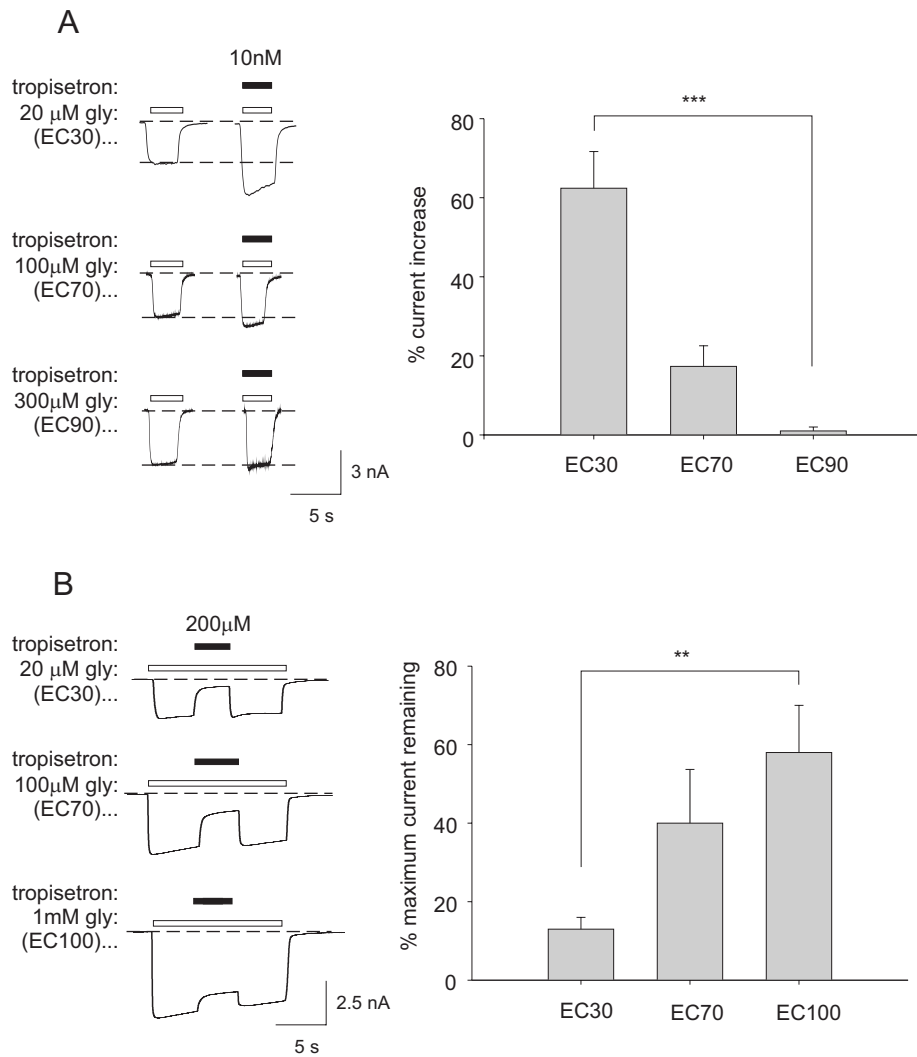 A
10nM
tropisetron:
20 μM gly:
(EC30)...
tropisetron:
100μM gly:
(EC70)...
tropisetron:
300μM gly:
(EC90)...
3 nA
5 s
***
80
60
40
20
0
% current increase
EC30 EC70 EC90
B
200μM
tropisetron:
20 μM gly:
(EC30)...
tropisetron:
100μM gly:
(EC70)...
tropisetron:
1mM gly:
(EC100)...
2.5 nA
5 s
**
80
60
40
20
0
% maximum current remaining
EC30 EC70 EC100